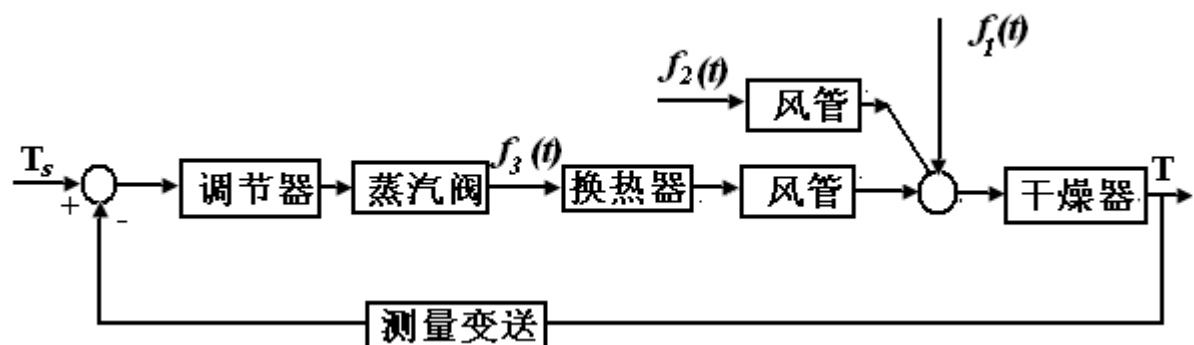 f₁(t)
f₂(t)
风管
Tₛ
+
-
调节器
蒸汽阀
f₃(t)
换热器
风管
干燥器
T
测量变送